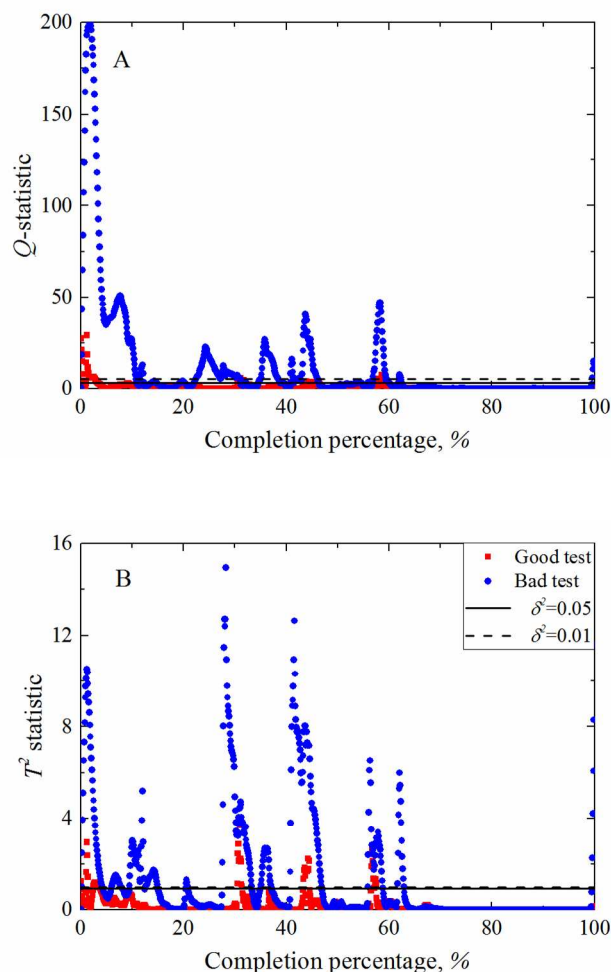 200
A
150
100
50
0
0 20 40 60 80 100
Q-statistic
Completion percentage, %
16
B
Good test
Bad test
δ²=0.05
δ²=0.01
12
8
4
0
0 20 40 60 80 100
T² statistic
Completion percentage, %